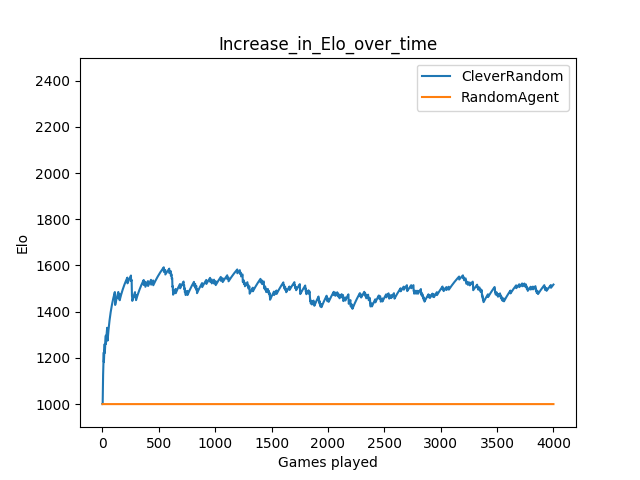 Increase_in_Elo_over_time
CleverRandom
RandomAgent
2400
2200
2000
1800
1600
1400
1200
1000
Elo
0 500 1000 1500 2000 2500 3000 3500 4000
Games played